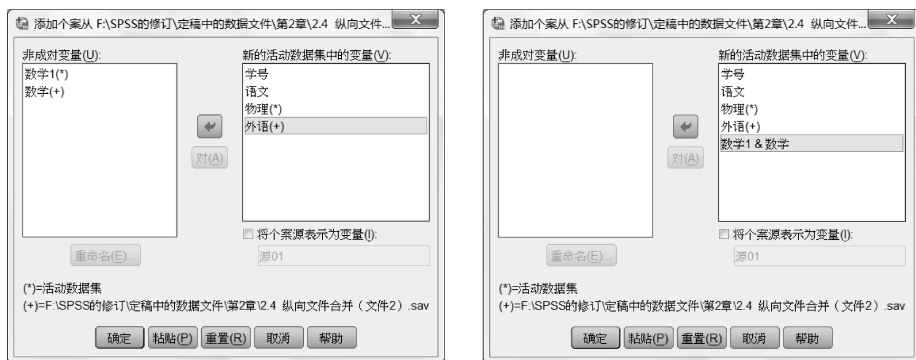 添加个案从 F:\SPSS的修订\定稿中的数据文件\第2章\2.4 纵向文件...
非成对变量(U):
数学1(*)
数学(+)
对(A)
新的活动数据集中的变量(V):
学号
语文
物理(*)
外语(+)
将个案源表示为变量(I):
源01
重命名(E)...
(*)=活动数据集
(+)=F:\SPSS的修订\定稿中的数据文件\第2章\2.4 纵向文件合并（文件2）.sav
确定 粘贴(P) 重置(R) 取消 帮助
添加个案从 F:\SPSS的修订\定稿中的数据文件\第2章\2.4 纵向文件...
非成对变量(U):
对(A)
新的活动数据集中的变量(V):
学号
语文
物理(*)
外语(+)
数学1 & 数学
将个案源表示为变量(I):
源01
重命名(E)...
(*)=活动数据集
(+)=F:\SPSS的修订\定稿中的数据文件\第2章\2.4 纵向文件合并（文件2）.sav
确定 粘贴(P) 重置(R) 取消 帮助